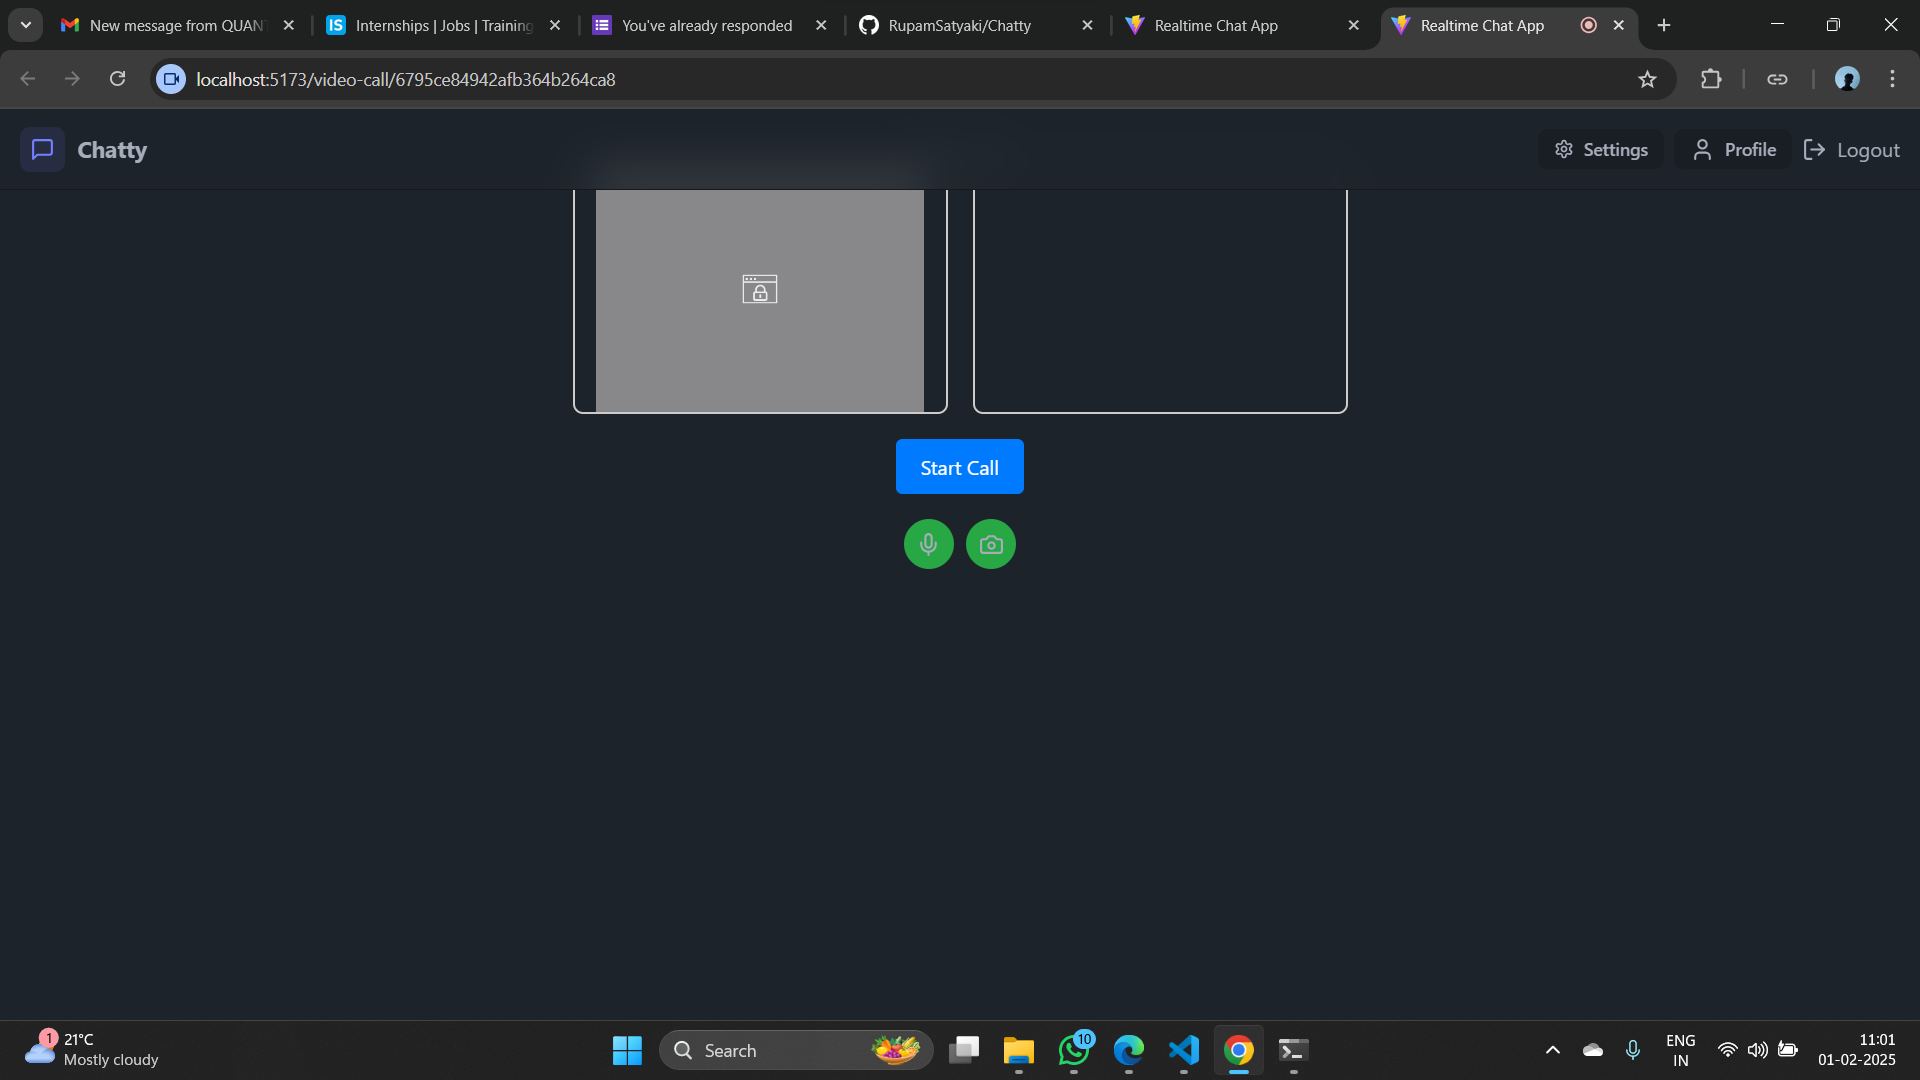 New message from QUAN
Internships | Jobs | Training
You've already responded
RupamSatyaki/Chatty
Realtime Chat App
Realtime Chat App
localhost:5173/video-call/6795ce84942afb364b264ca8
Chatty
Settings
Profile
Logout
Start Call
1
21°C
Mostly cloudy
Search
10
ENG
IN
11:01
01-02-2025
IS